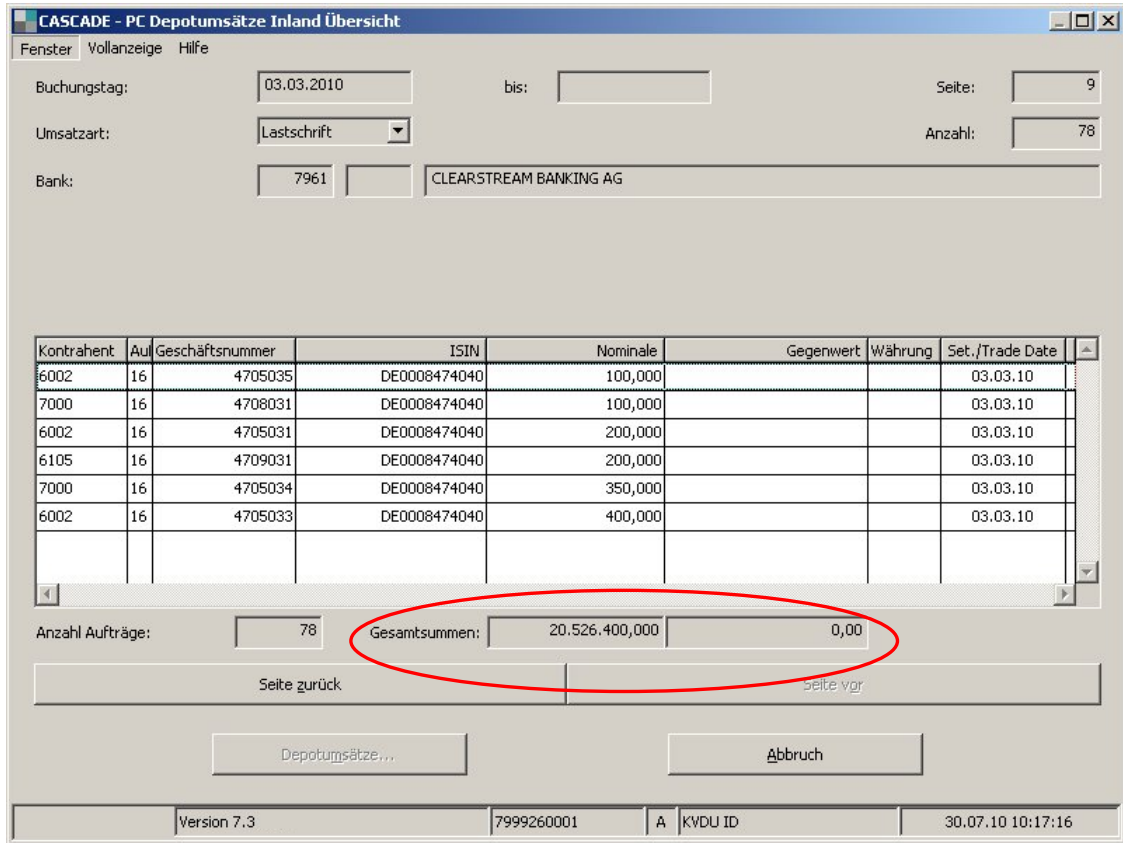 CASCADE - PC Depotumsätze Inland Übersicht
Fenster Vollanzeige Hilfe
Buchungstag: 03.03.2010 bis: Seite: 9
Umsatzart: Lastschrift Anzahl: 78
Bank: 7961 CLEARSTREAM BANKING AG
Kontrahent Auf Geschäftsnummer ISIN Nominale Gegenwert Währung Set./Trade Date
6002 16 4705035 DE0008474040 100,000 03.03.10
7000 16 4708031 DE0008474040 100,000 03.03.10
6002 16 4705031 DE0008474040 200,000 03.03.10
6105 16 4709031 DE0008474040 200,000 03.03.10
7000 16 4705034 DE0008474040 350,000 03.03.10
6002 16 4705033 DE0008474040 400,000 03.03.10
Anzahl Aufträge: 78 Gesamtsummen: 20.526.400,000 0,00
Seite zurück Seite vor
Depotumsätze... Abbruch
Version 7.3 7999260001 A KVDU ID 30.07.10 10:17:16